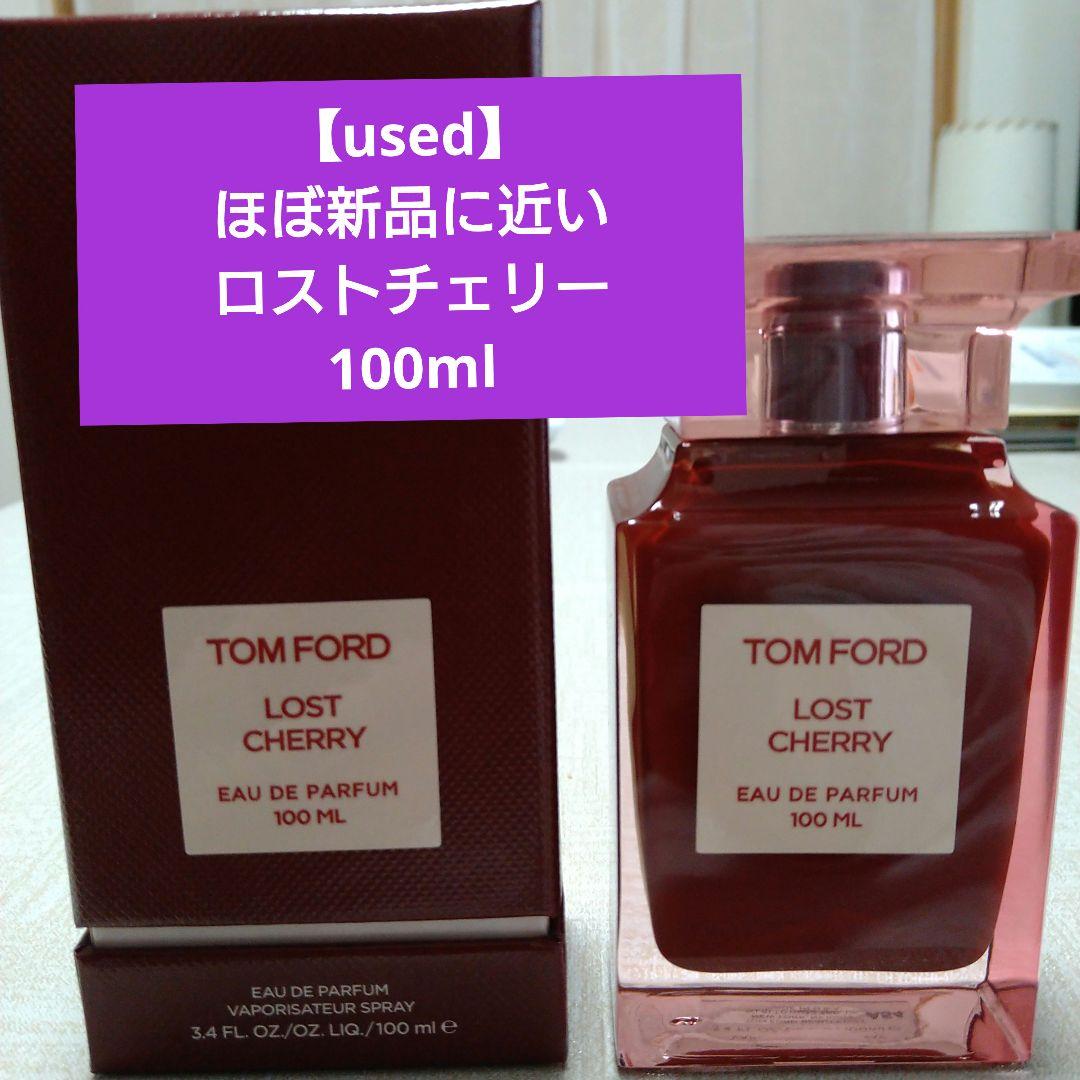 【used】
ほぼ新品に近い
ロストチェリー
100ml
TOM FORD
LOST
CHERRY
EAU DE PARFUM
100 ML
EAU DE PARFUM
VAPORISATEUR SPRAY
3.4 FL. OZ./OZ. LIQ./100 ml ℮
TOM FORD
LOST
CHERRY
EAU DE PARFUM
100 ML
A54